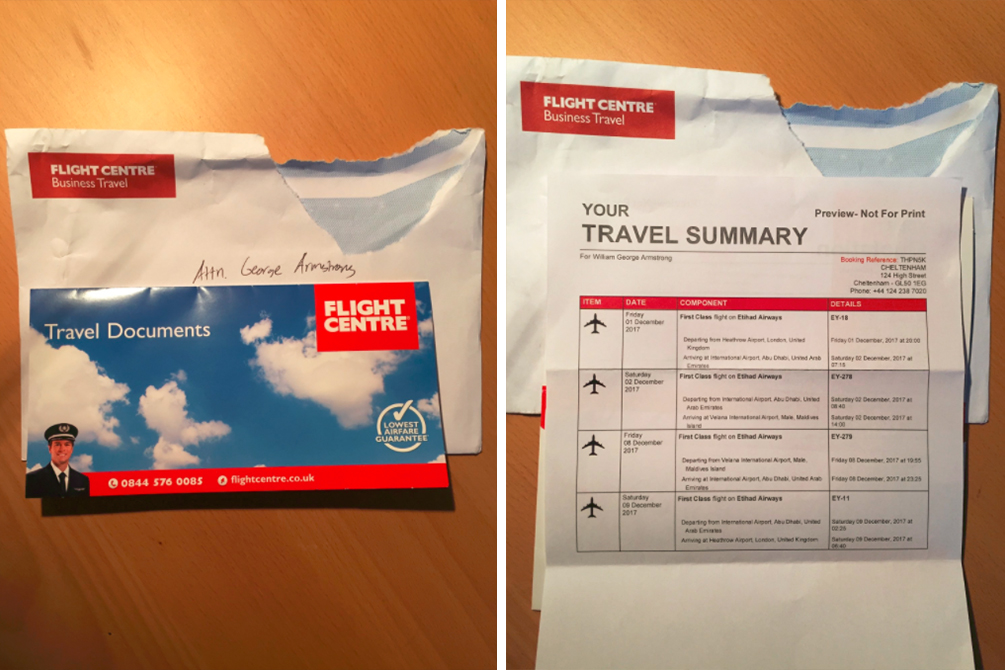 FLIGHT CENTRE
Business Travel
Attn. George Armstrong
Travel Documents
FLIGHT
CENTRE
LOWEST
AIRFARE
GUARANTEE
0844 576 0085 flightcentre.co.uk
FLIGHT CENTRE
Business Travel
YOUR
Preview- Not For Print
TRAVEL SUMMARY
For William George Armstrong
Booking Reference: THPN5K
CHELTENHAM
124 High Street
Cheltenham - GL50 1EG
Phone: +44 124 238 7020
ITEM DATE COMPONENT DETAILS
Friday First Class flight on Etihad Airways EY-18
01 December
2017
Departing from Heathrow Airport, London, United Friday 01 December, 2017 at 20:00
Kingdom
Arriving at International Airport, Abu Dhabi, United Arab Saturday 02 December, 2017 at
Emirates 07:15
Saturday First Class flight on Etihad Airways EY-278
02 December
2017
Departing from International Airport, Abu Dhabi, United Saturday 02 December, 2017 at
Arab Emirates 08:40
Arriving at Velana International Airport, Male, Maldives Saturday 02 December, 2017 at
Island 14:00
Friday First Class flight on Etihad Airways EY-279
08 December
2017
Departing from Velana International Airport, Male, Friday 08 December, 2017 at 19:55
Maldives Island
Arriving at International Airport, Abu Dhabi, United Arab Friday 08 December, 2017 at 23:25
Emirates
Saturday First Class flight on Etihad Airways EY-11
09 December
2017
Departing from International Airport, Abu Dhabi, United Saturday 09 December, 2017 at
Arab Emirates 02:25
Arriving at Heathrow Airport, London, United Kingdom Saturday 09 December, 2017 at